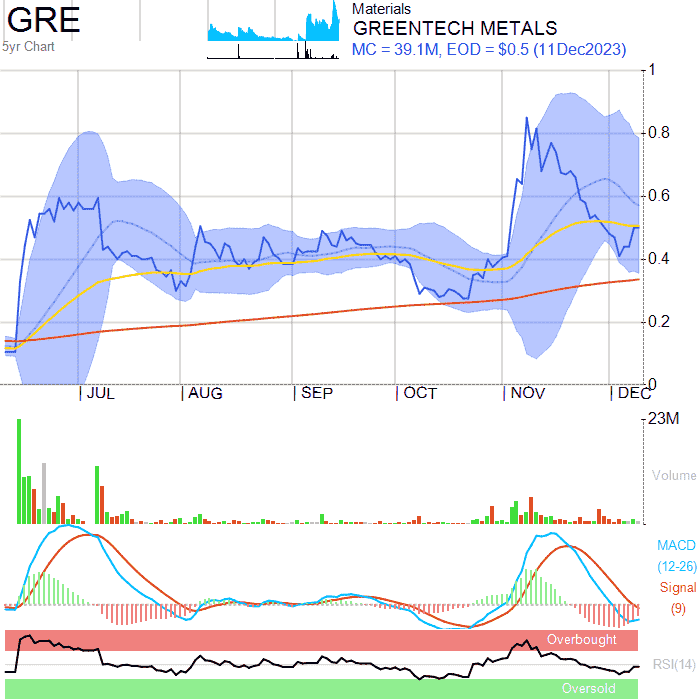 GRE
5yr Chart
Materials
GREENTECH METALS
MC = 39.1M, EOD = $0.5 (11Dec2023)
1
0.8
0.6
0.4
0.2
0
JUL AUG SEP OCT NOV DEC
23M
Volume
MACD
(12-26)
Signal
(9)
Overbought
RSI(14)
Oversold